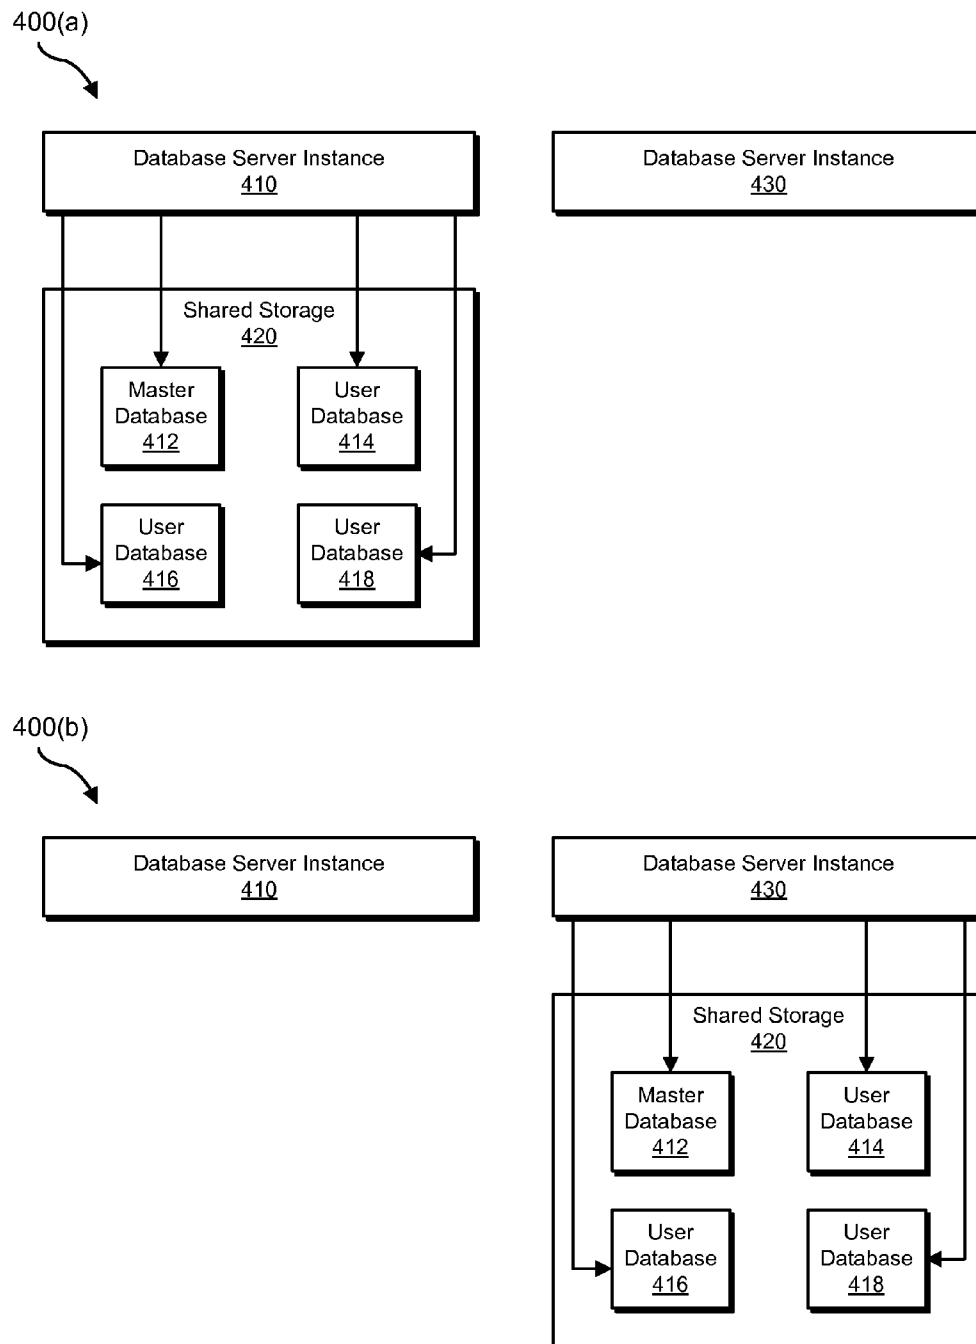 400(a)
Database Server Instance
410
Database Server Instance
430
Shared Storage
420
Master
Database
412
User
Database
414
User
Database
416
User
Database
418
400(b)
Database Server Instance
410
Database Server Instance
430
Shared Storage
420
Master
Database
412
User
Database
414
User
Database
416
User
Database
418